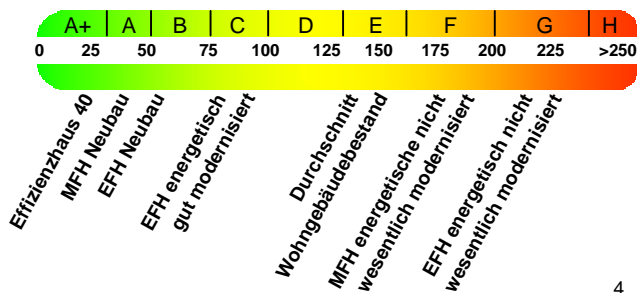 A+ A B C D E F G H
0 25 50 75 100 125 150 175 200 225 >250
Effizienzhaus 40
MFH Neubau
EFH Neubau
EFH energetisch
gut modernisiert
Durchschnitt
Wohngebäudebestand
MFH energetische nicht
wesentlich modernisiert
EFH energetisch nicht
wesentlich modernisiert
4